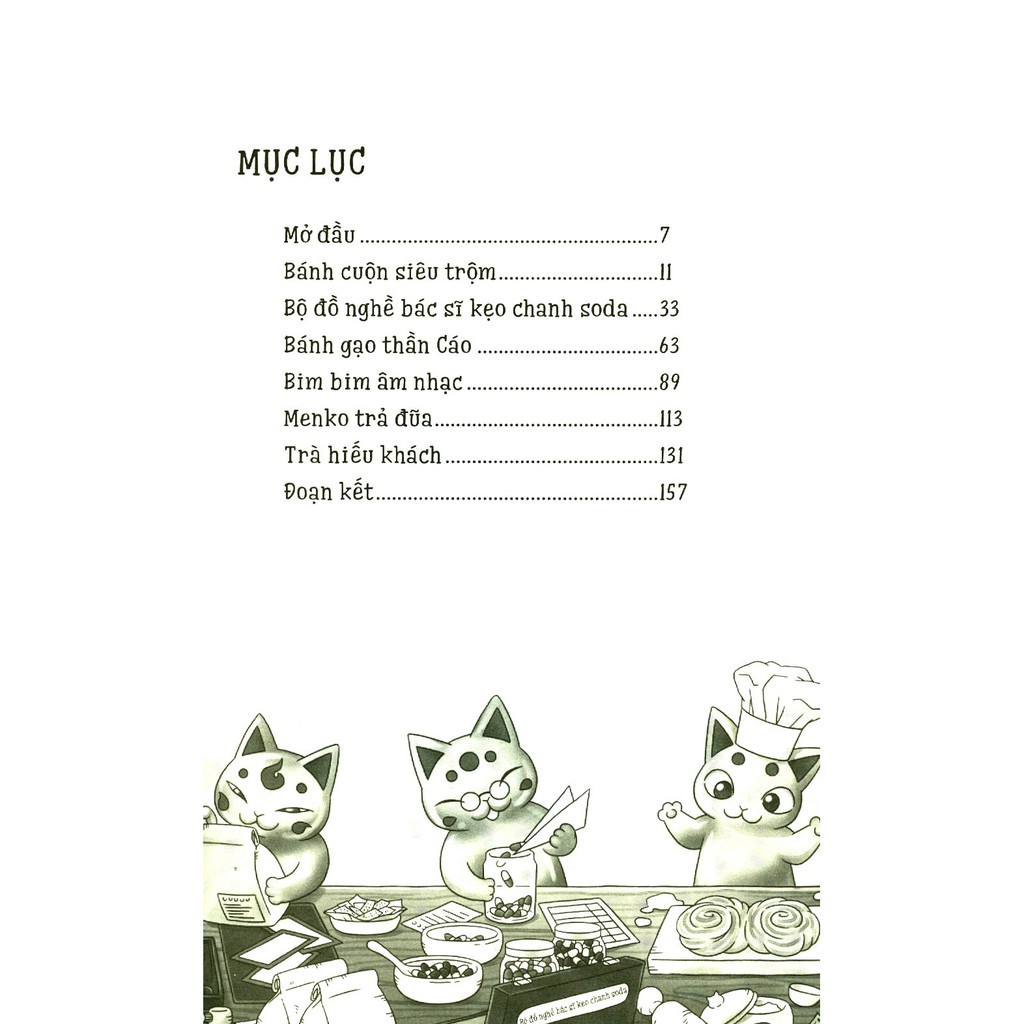 MỤC LỤC
Mở đầu.........................................................7
Bánh cuộn siêu trộm...............................11
Bộ đồ nghề bác sĩ kẹo chanh soda.....33
Bánh gạo thần Cáo ..................................63
Bim bim âm nhạc....................................89
Menko trả đũa..........................................113
Trà hiếu khách........................................131
Đoạn kết.....................................................157
Bộ đồ nghề bác sĩ kẹo chanh soda